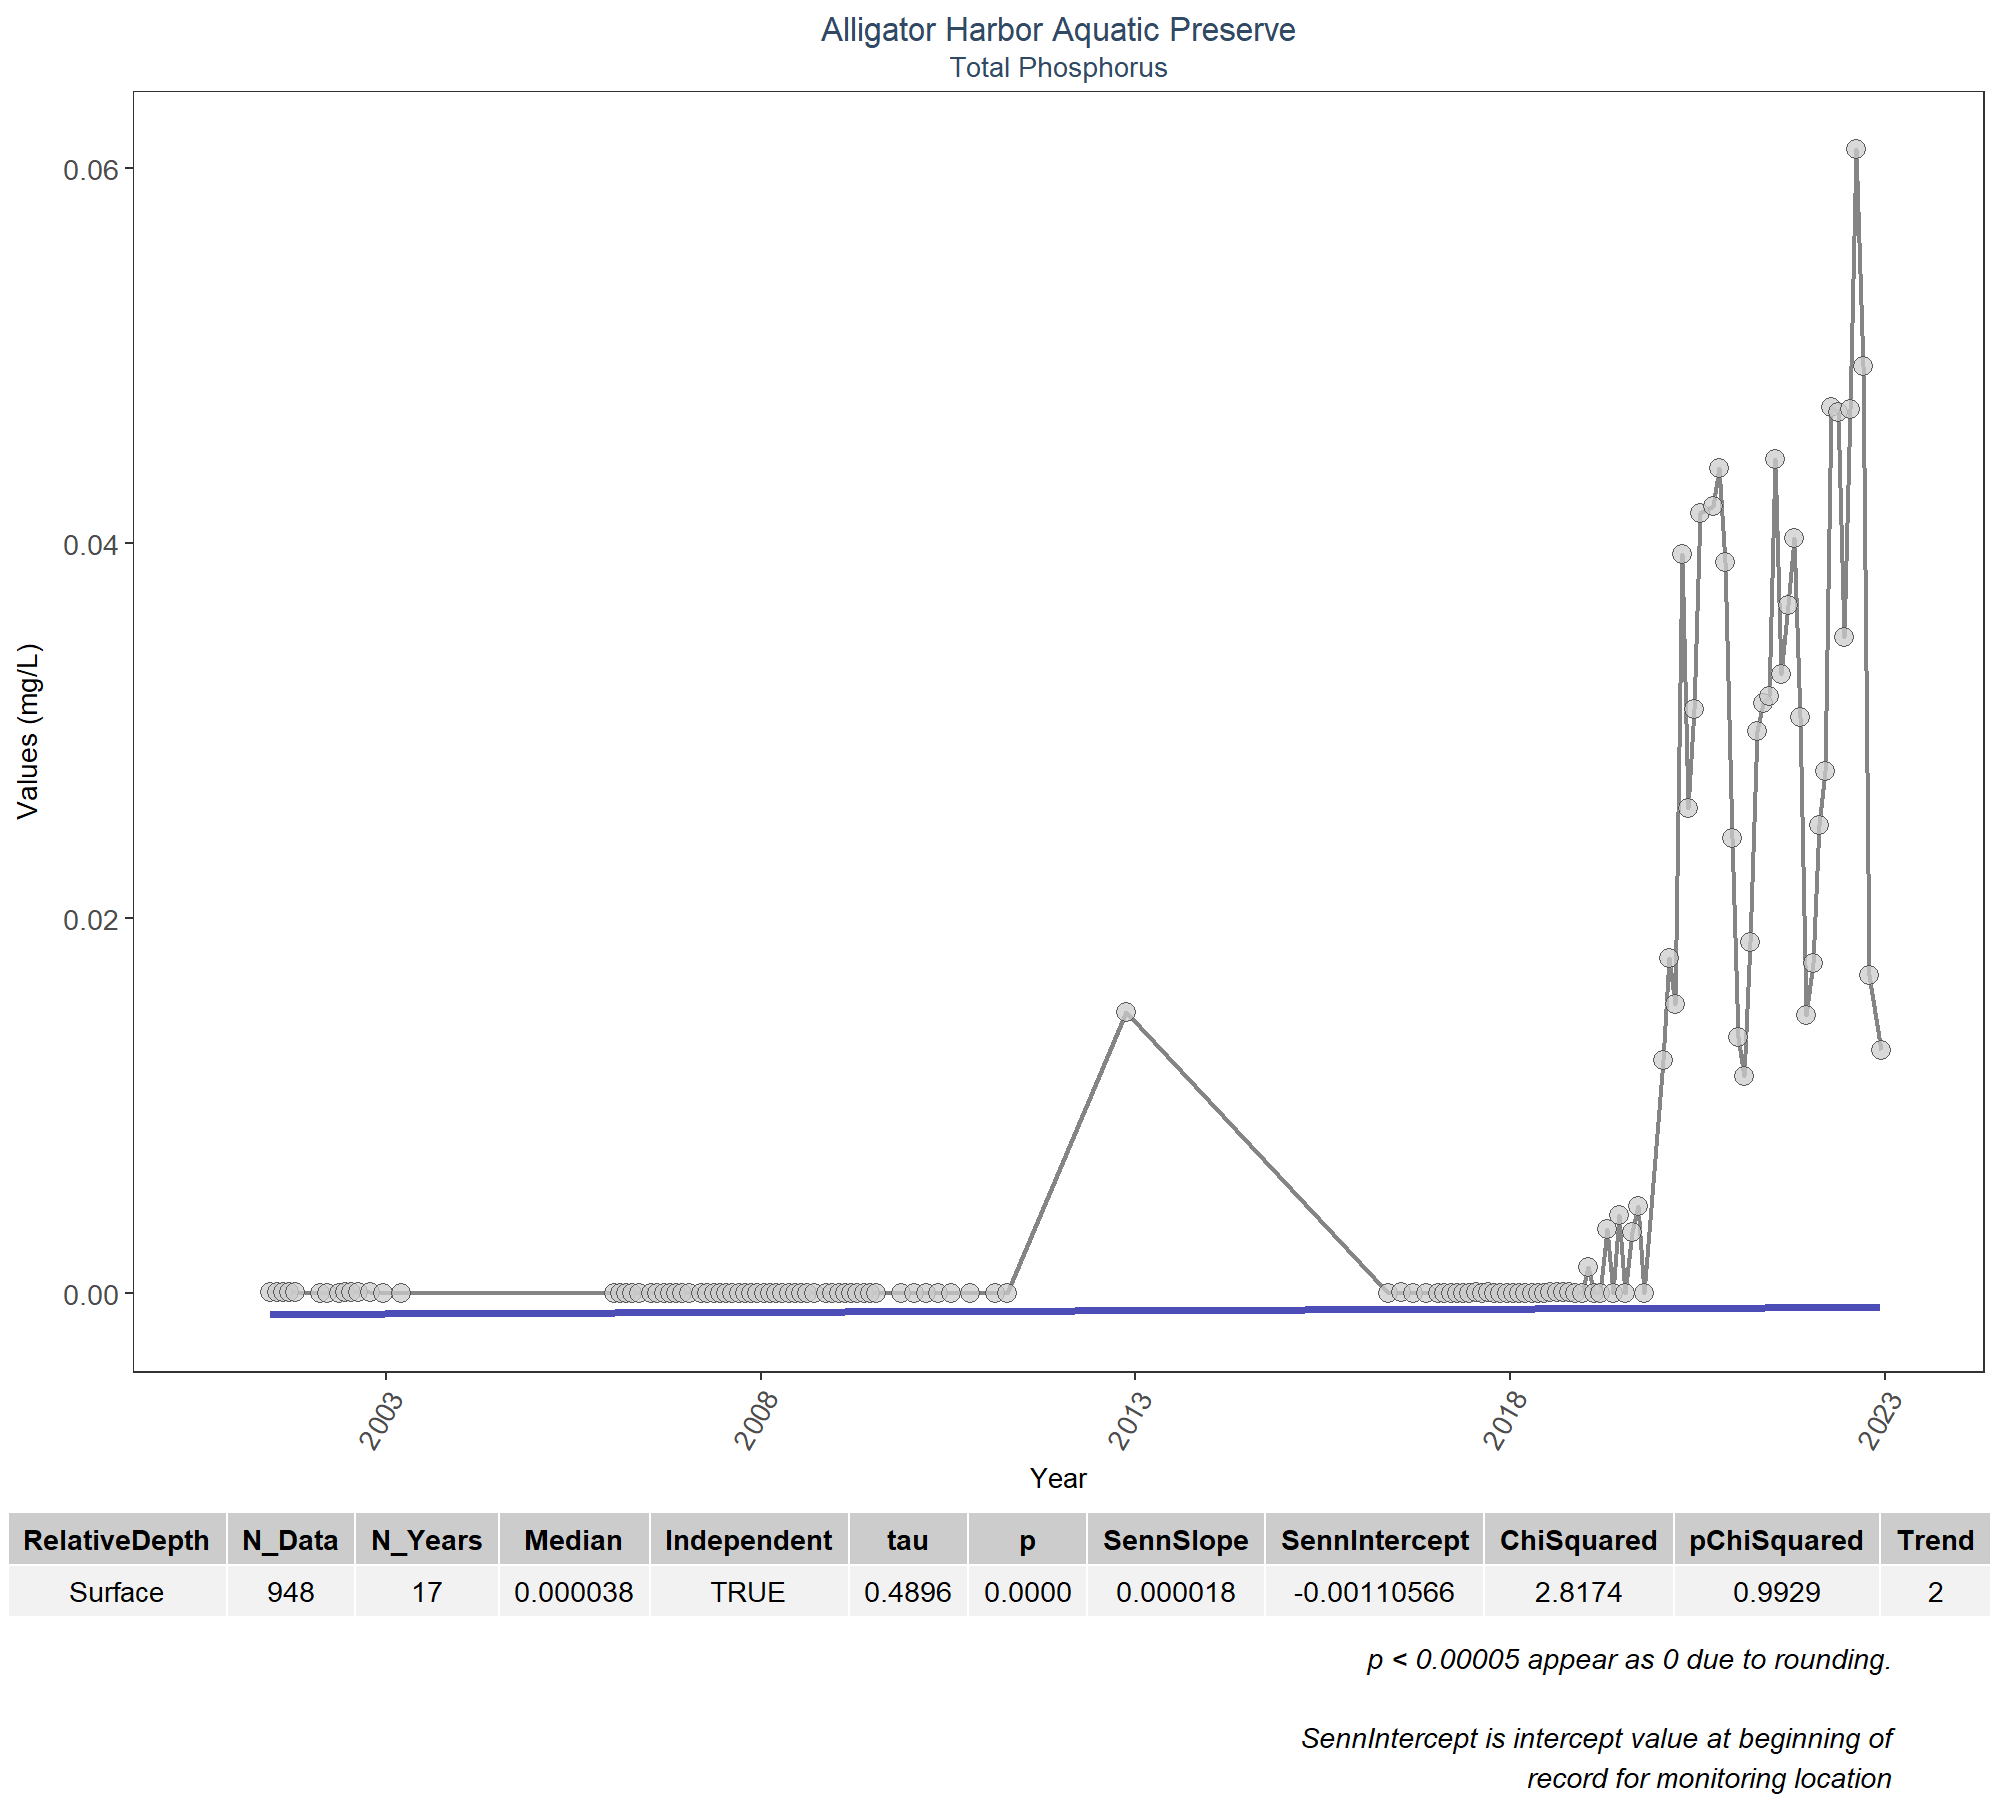 Alligator Harbor Aquatic Preserve
Total Phosphorus
0.06
0.04
0.02
0.00
Values (mg/L)
2003
2008
2013
2018
2023
Year
RelativeDepth N_Data N_Years Median Independent tau p SennSlope SennIntercept ChiSquared pChiSquared Trend
Surface 948 17 0.000038 TRUE 0.4896 0.0000 0.000018 -0.00110566 2.8174 0.9929 2
p < 0.00005 appear as 0 due to rounding.
SennIntercept is intercept value at beginning of
record for monitoring location